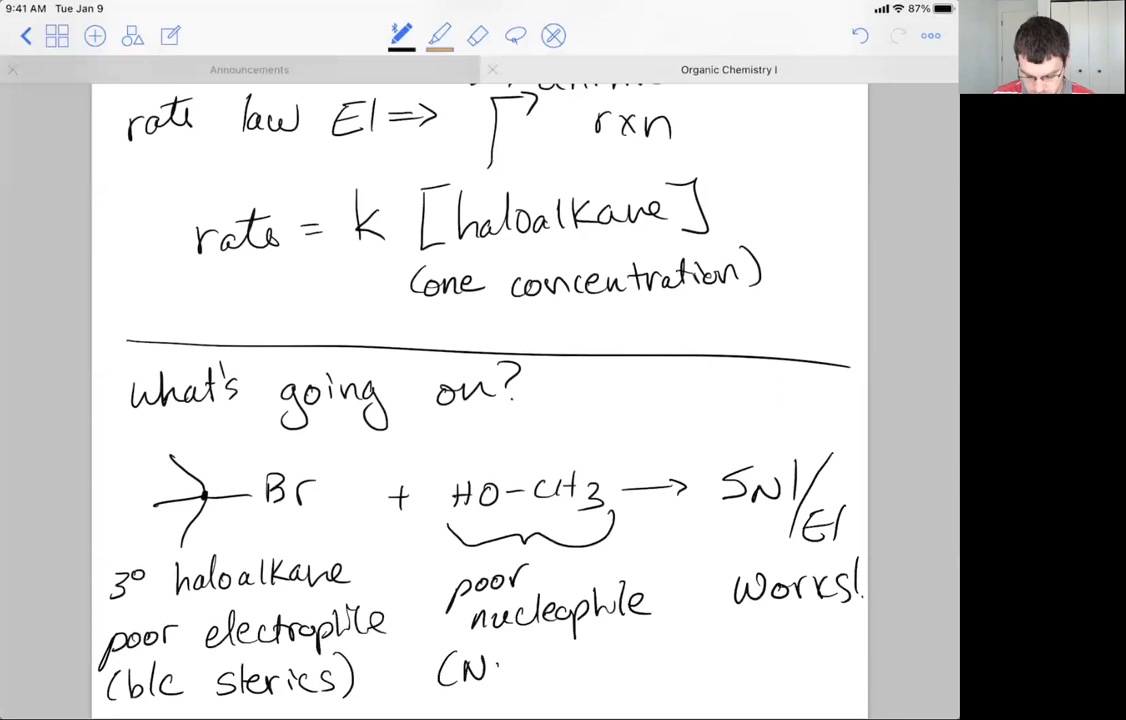 9:41 AM Tue Jan 9
87%
Announcements
Organic Chemistry I
rate law E1 => rxn
rate = k [haloalkane]
(one concentration)
what's going on?
Br + HO-CH3 → SN1/E1
3° haloalkane
poor electrophile
(b/c sterics)
poor
nucleophile
(N
works!